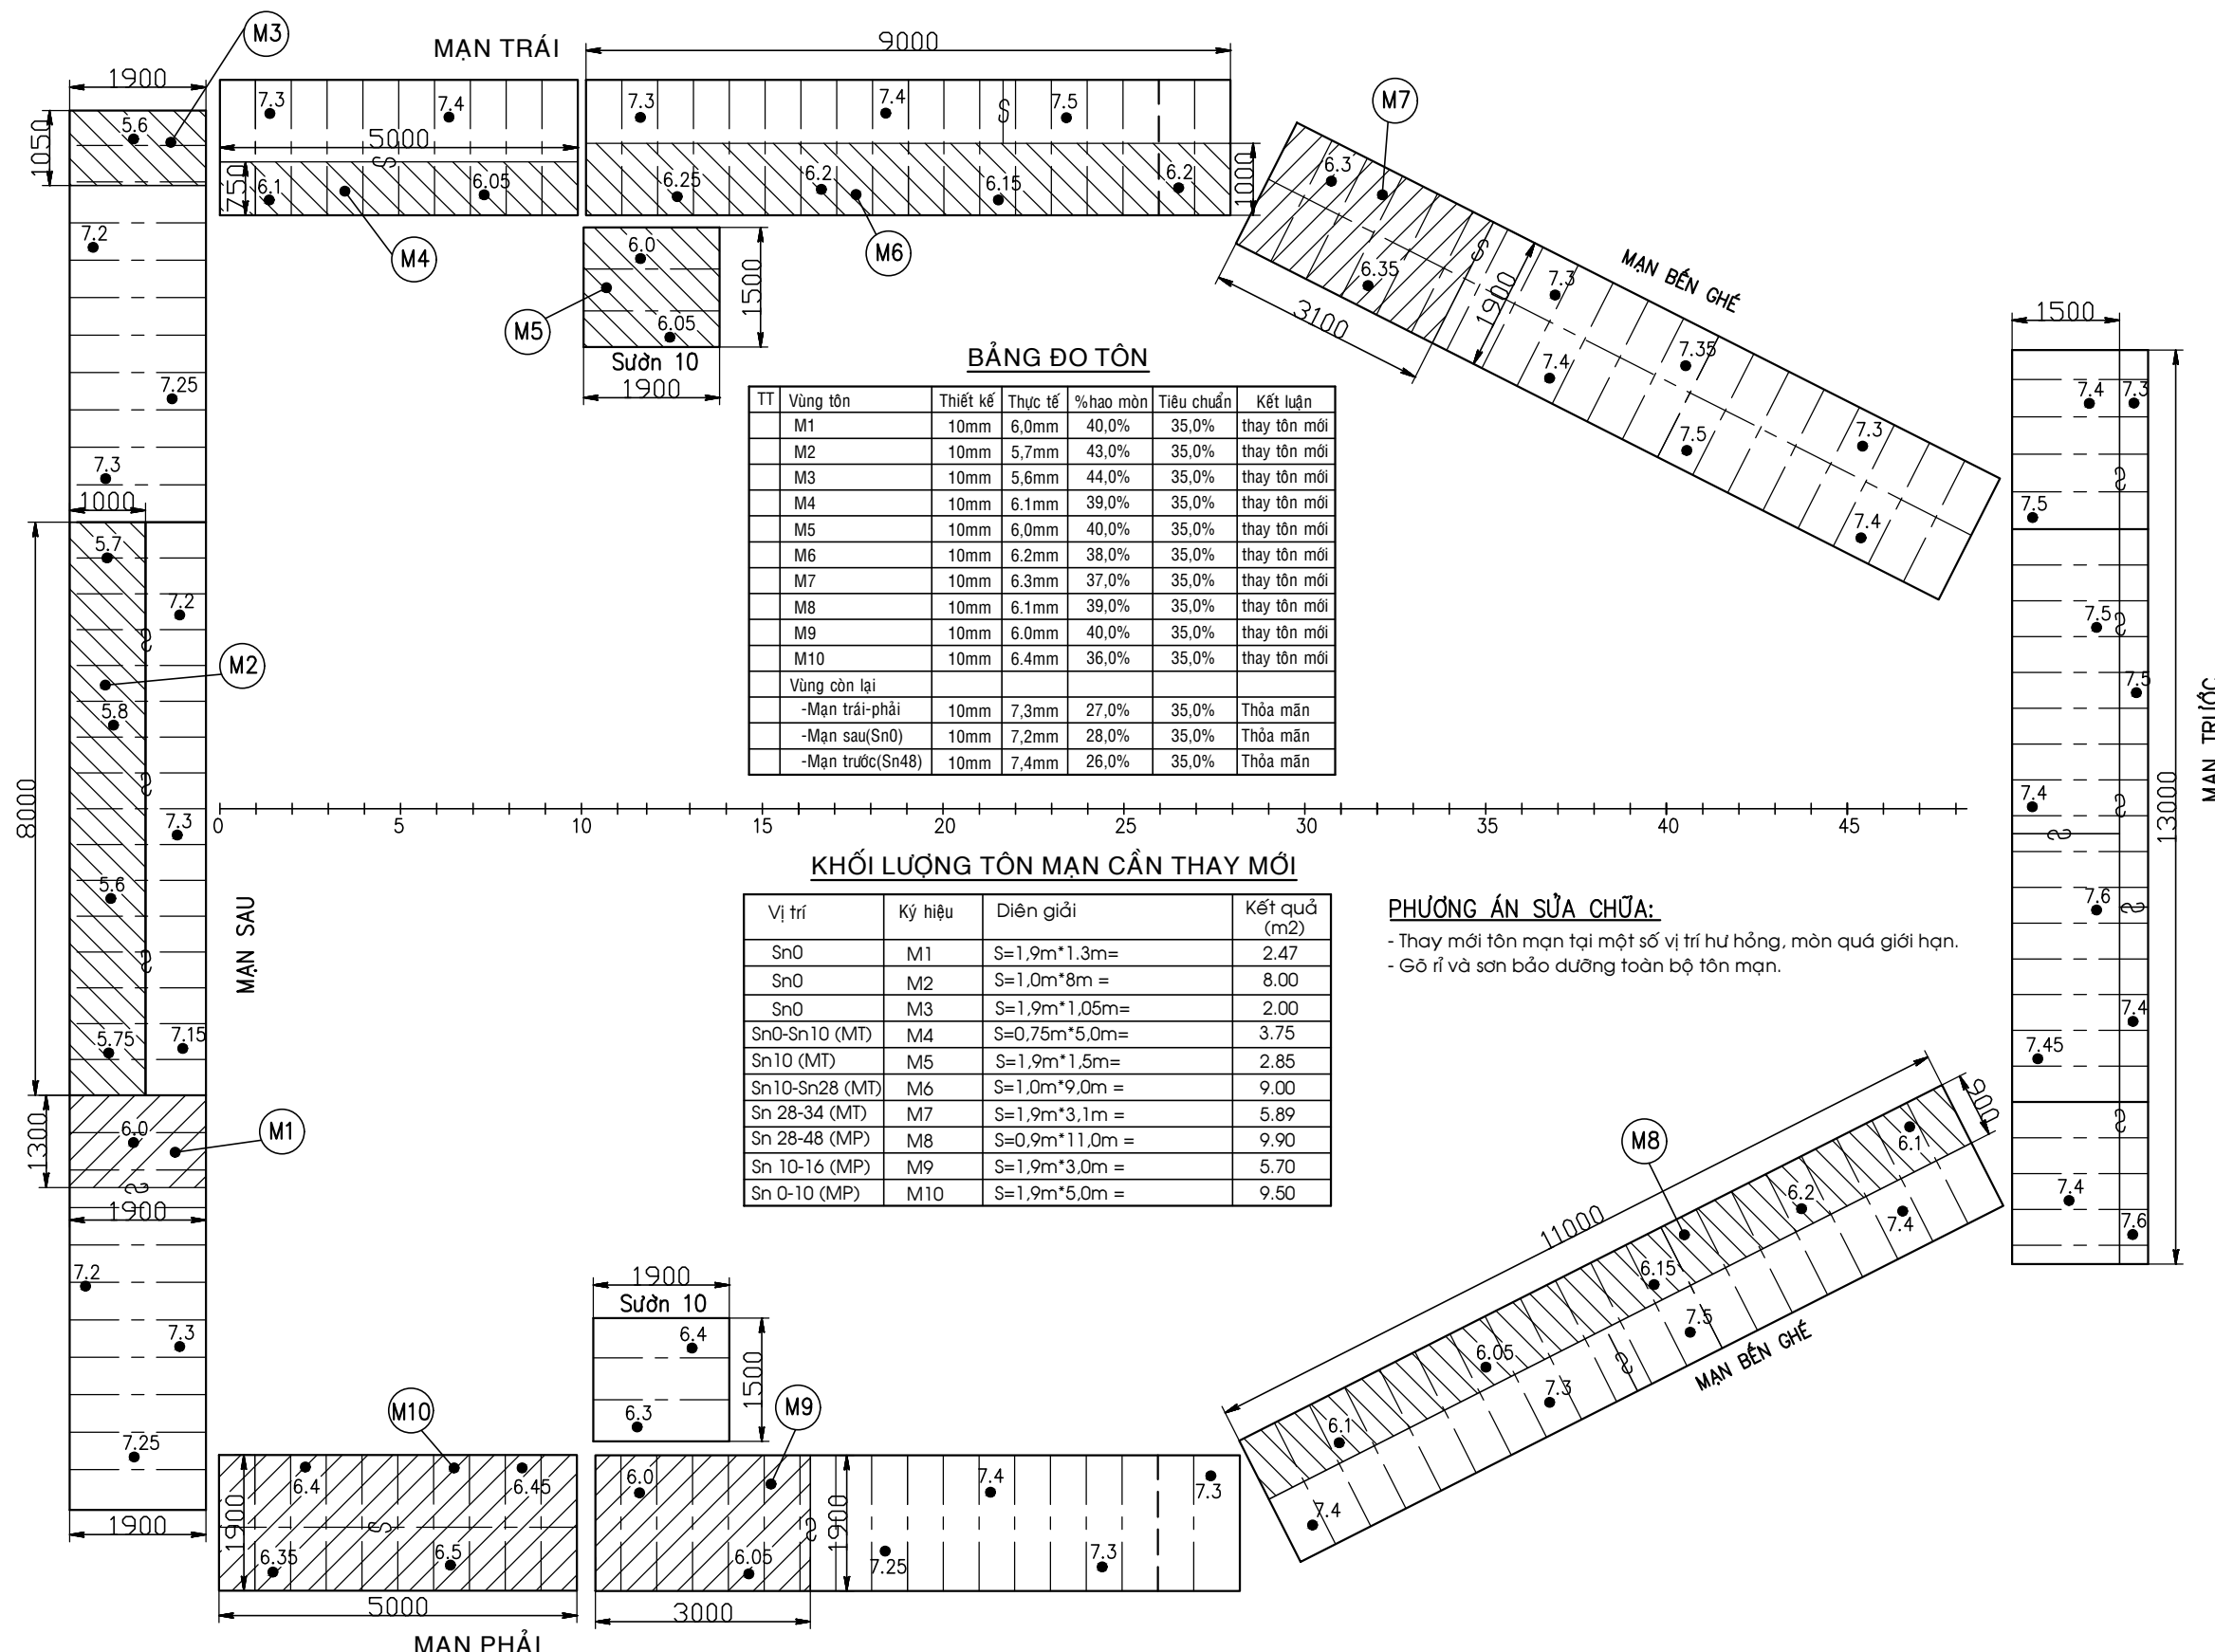 MẠN TRÁI
9000
M3
1900
1050
5.6
7.3
7.4
5000
750
6.1
6.05
M4
7.3
7.4
7.5
S
S
6.25
6.2
6.15
6.2
1000
M6
M7
6.3
6.35
S
3100
1900
7.3
7.4
7.35
7.5
7.3
7.4
MẠN BẾN GHÉ
7.2
7.25
7.3
6.0
6.05
M5
1500
Sườn 10
1900
BẢNG ĐO TÔN
TT Vùng tôn Thiết kế Thực tế %hao mòn Tiêu chuẩn Kết luận
M1 10mm 6,0mm 40,0% 35,0% thay tôn mới
M2 10mm 5,7mm 43,0% 35,0% thay tôn mới
M3 10mm 5,6mm 44,0% 35,0% thay tôn mới
M4 10mm 6.1mm 39,0% 35,0% thay tôn mới
M5 10mm 6,0mm 40,0% 35,0% thay tôn mới
M6 10mm 6.2mm 38,0% 35,0% thay tôn mới
M7 10mm 6.3mm 37,0% 35,0% thay tôn mới
M8 10mm 6.1mm 39,0% 35,0% thay tôn mới
M9 10mm 6.0mm 40,0% 35,0% thay tôn mới
M10 10mm 6.4mm 36,0% 35,0% thay tôn mới
Vùng còn lại
-Mạn trái-phải 10mm 7,3mm 27,0% 35,0% Thỏa mãn
-Mạn sau(Sn0) 10mm 7,2mm 28,0% 35,0% Thỏa mãn
-Mạn trước(Sn48) 10mm 7,4mm 26,0% 35,0% Thỏa mãn
1500
7.4
7.3
7.5
7.5
7.5
7.4
7.6
7.4
7.45
7.4
7.6
13000
MẠN TRƯỚC
1000
5.7
7.2
M2
5.8
7.3
8000
5.6
5.75
7.15
MẠN SAU
0 5 10 15 20 25 30 35 40 45
KHỐI LƯỢNG TÔN MẠN CẦN THAY MỚI
Vị trí Ký hiệu Diên giải Kết quả (m2)
Sn0 M1 S=1,9m*1.3m= 2.47
Sn0 M2 S=1,0m*8m = 8.00
Sn0 M3 S=1,9m*1,05m= 2.00
Sn0-Sn10 (MT) M4 S=0,75m*5,0m= 3.75
Sn10 (MT) M5 S=1,9m*1,5m= 2.85
Sn10-Sn28 (MT) M6 S=1,0m*9,0m = 9.00
Sn 28-34 (MT) M7 S=1,9m*3,1m = 5.89
Sn 28-48 (MP) M8 S=0,9m*11,0m = 9.90
Sn 10-16 (MP) M9 S=1,9m*3,0m = 5.70
Sn 0-10 (MP) M10 S=1,9m*5,0m = 9.50
PHƯƠNG ÁN SỬA CHỮA:
- Thay mới tôn mạn tại một số vị trí hư hỏng, mòn quá giới hạn.
- Gõ rỉ và sơn bảo dưỡng toàn bộ tôn mạn.
1300
6.0
M1
1900
7.2
7.3
7.25
1900
1900
Sườn 10
6.4
6.3
1500
M8
11000
900
6.1
6.2
6.15
6.05
6.1
7.4
7.5
7.3
7.4
MẠN BẾN GHÉ
M10
6.4
6.45
S
6.35
6.5
1900
5000
M9
6.0
6.05
1900
3000
7.4
7.3
7.25
7.3
MẠN PHẢI